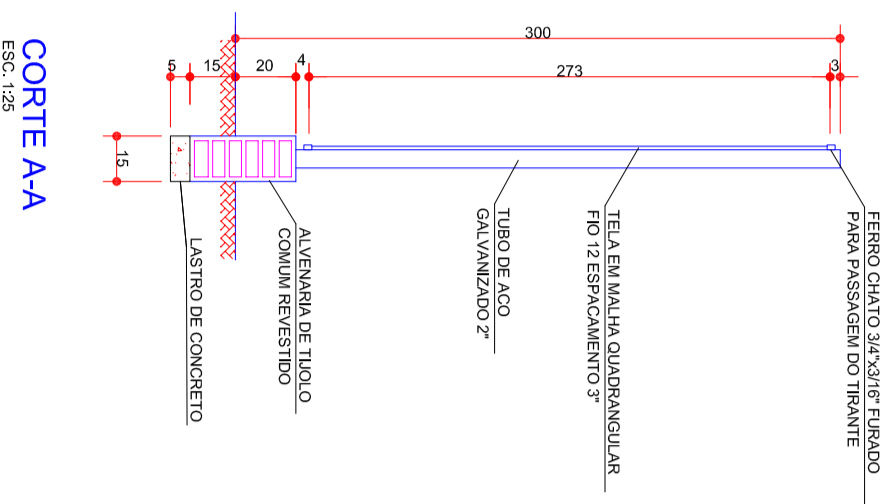 300
3
273
4
20
15
5
15
FERRO CHATO 3/4"x3/16" FURADO
PARA PASSAGEM DO TIRANTE
TELA EM MALHA QUADRANGULAR
FIO 12 ESPACAMENTO 3"
TUBO DE ACO
GALVANIZADO 2"
ALVENARIA DE TIJOLO
COMUM REVESTIDO
LASTRO DE CONCRETO
CORTE A-A
ESC. 1:25